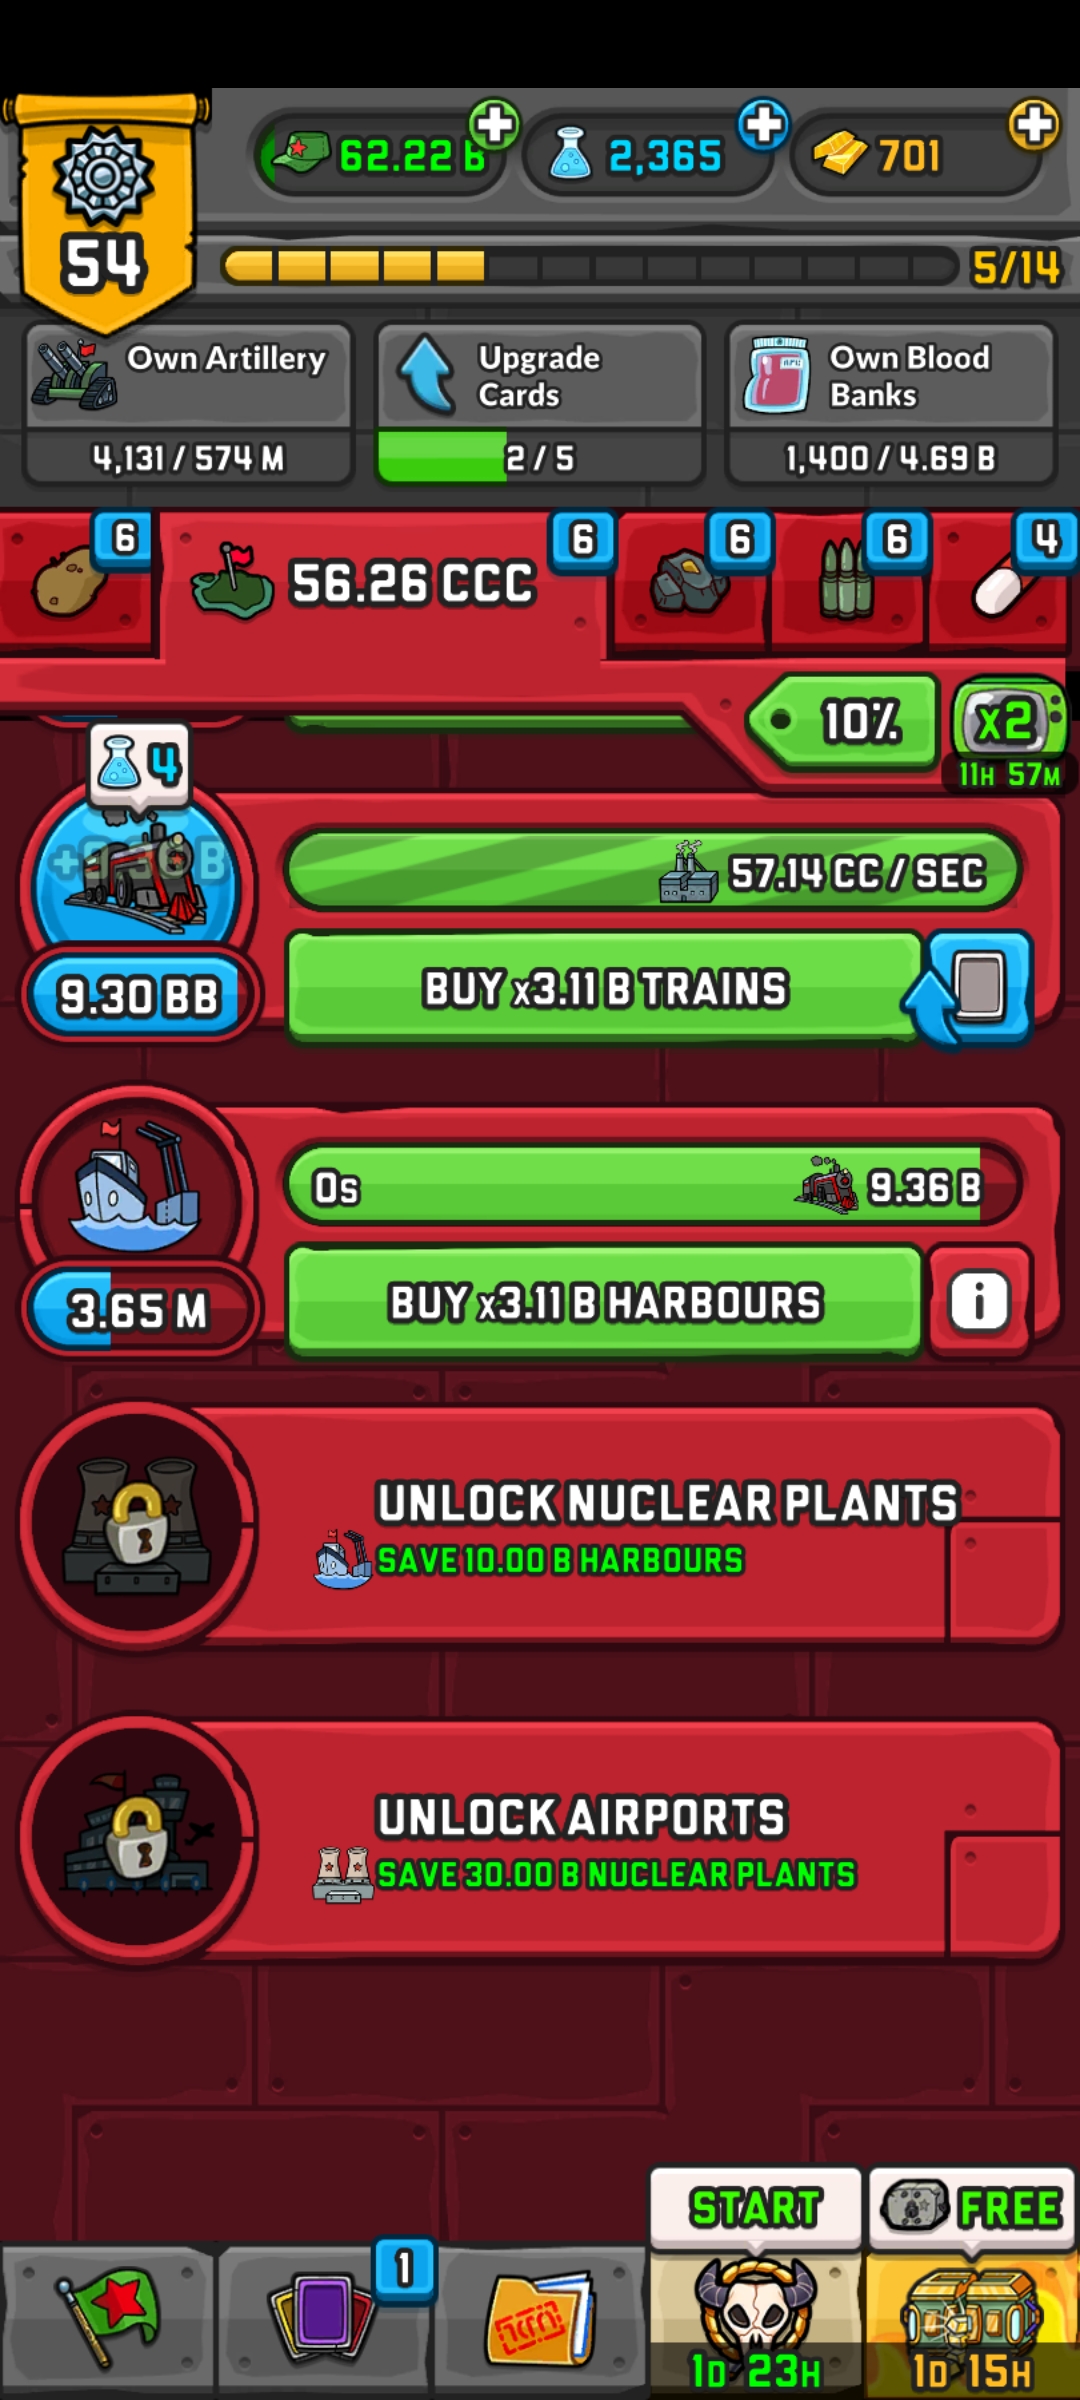 62.22 B
2,365
701
54
5/14
Own Artillery
4,131 / 574 M
Upgrade
Cards
2 / 5
Own Blood
Banks
1,400 / 4.69 B
6
56.26 CCC
6
6
6
4
10%
x2
11H 57M
4
57.14 CC / SEC
9.30 BB
BUY x3.11 B TRAINS
0s
9.36 B
3.65 M
BUY x3.11 B HARBOURS
i
UNLOCK NUCLEAR PLANTS
SAVE 10.00 B HARBOURS
UNLOCK AIRPORTS
SAVE 30.00 B NUCLEAR PLANTS
START
FREE
1
1D 23H
1D 15H